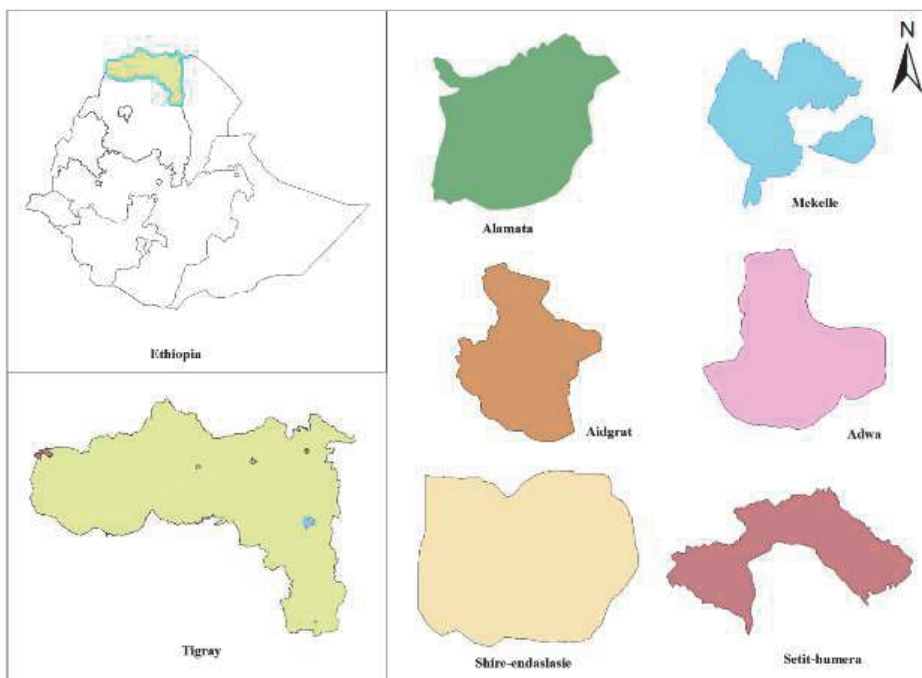 N
Alamata
Mekelle
Ethiopia
Aidgrat
Adwa
Tigray
Shire-endaslasie
Setit-humera